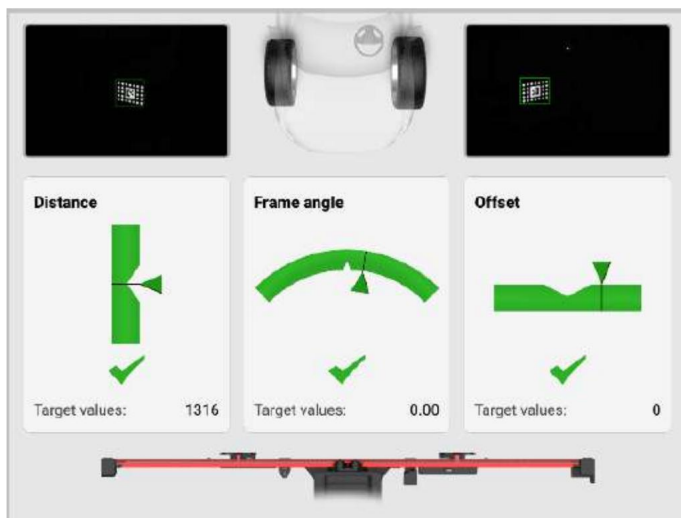 Distance
Frame angle
Offset
Target values: 1316
Target values: 0.00
Target values: 0